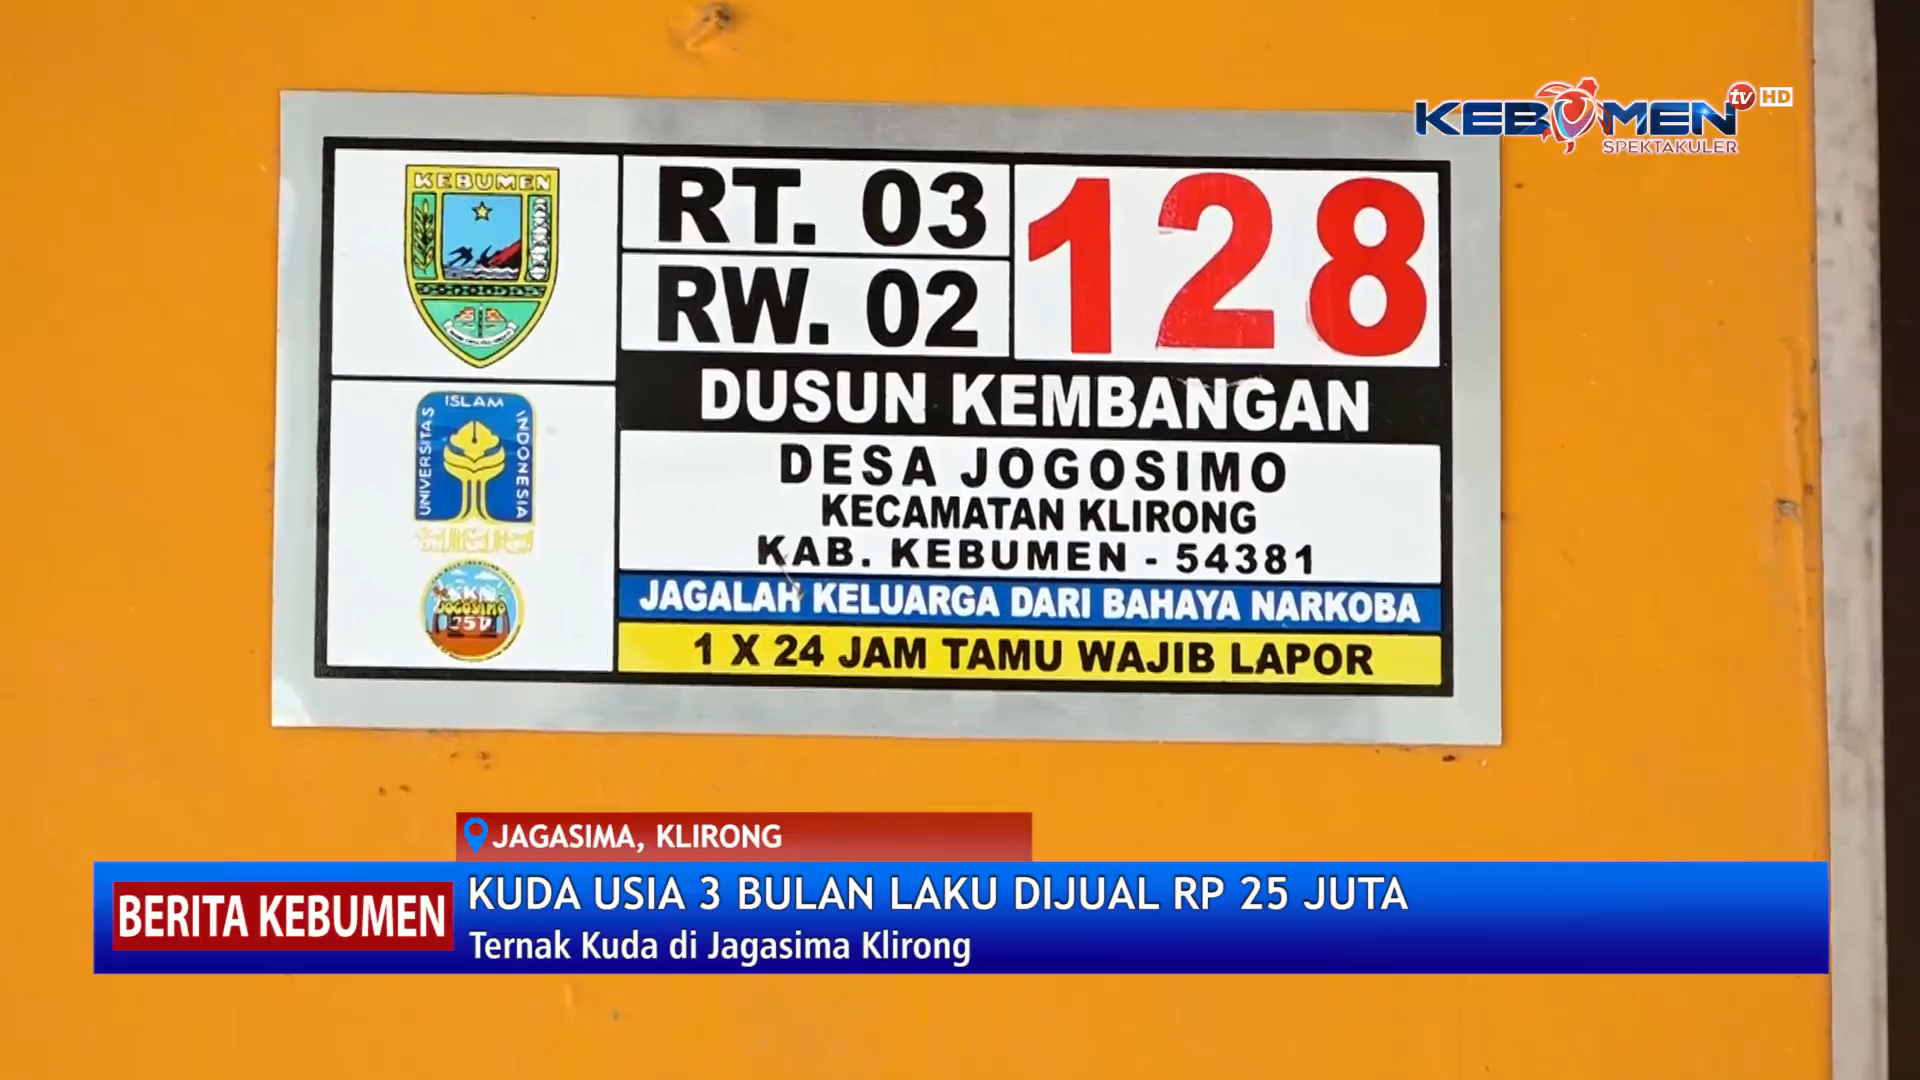 KEBUMEN tv HD
SPEKTAKULER
KEBUMEN
RT. 03
RW. 02
128
DUSUN KEMBANGAN
DESA JOGOSIMO
KECAMATAN KLIRONG
KAB. KEBUMEN - 54381
JAGALAH KELUARGA DARI BAHAYA NARKOBA
1 X 24 JAM TAMU WAJIB LAPOR
UNIVERSITAS ISLAM INDONESIA
KKN
JOGOSIMO
JAGASIMA, KLIRONG
BERITA KEBUMEN
KUDA USIA 3 BULAN LAKU DIJUAL RP 25 JUTA
Ternak Kuda di Jagasima Klirong